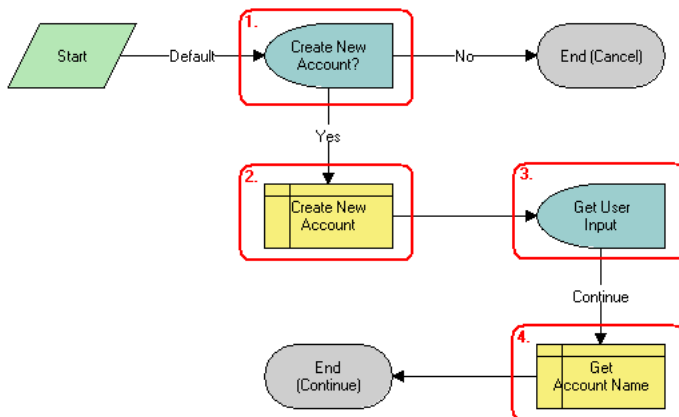 1.
Start
Default
Create New
Account?
No
End (Cancel)
Yes
2.
Create New
Account
3.
Get User
Input
Continue
4.
Get
Account Name
End
(Continue)